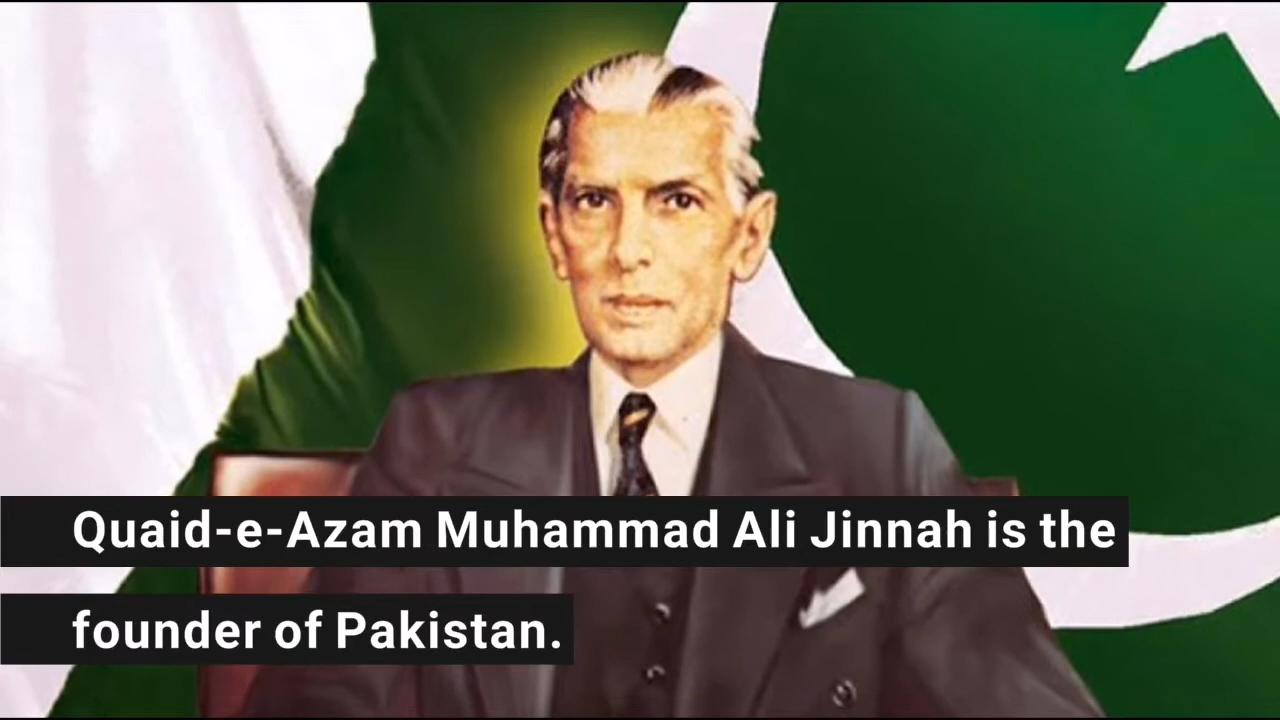 Quaid-e-Azam Muhammad Ali Jinnah is the
founder of Pakistan.